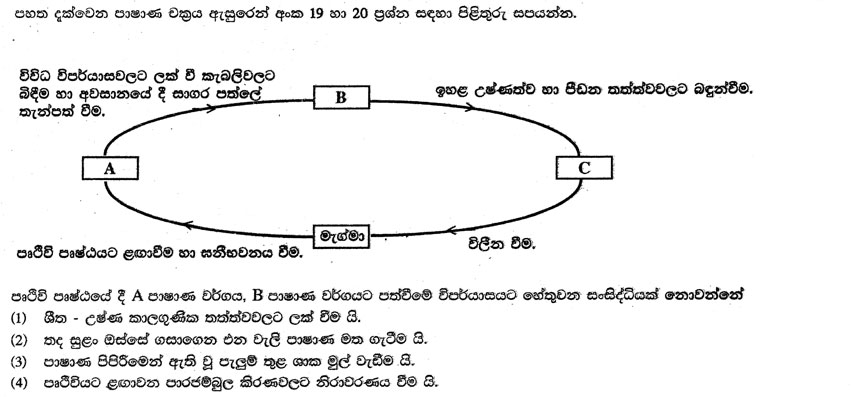 පහත දැක්වෙන පාෂාණ චක්‍රය ඇසුරෙන් අංක 19 හා 20 ප්‍රශ්න සඳහා පිළිතුරු සපයන්න.
විවිධ විපර්යාසවලට ලක් වී කැබලිවලට
බිඳීම හා අවසානයේ දී සාගර පත්ලේ
තැන්පත් වීම.
B
ඉහළ උෂ්ණත්ව හා පීඩන තත්ත්වවලට බඳුන්වීම.
A
C
මැග්මා
පෘථිවි පෘෂ්ඨයට ළඟාවීම හා ඝනීභවනය වීම.
විලීන වීම.
පෘථිවි පෘෂ්ඨයේ දී A පාෂාණ වර්ගය, B පාෂාණ වර්ගයට පත්වීමේ විපර්යාසයට හේතුවන සංසිද්ධියක් නොවන්නේ
(1) ශීත - උෂ්ණ කාලගුණික තත්ත්වවලට ලක් වීම යි.
(2) තද සුළං ඔස්සේ ගසාගෙන එන වැලි පාෂාණ මත ගැටීම යි.
(3) පාෂාණ පිපිරීමෙන් ඇති වූ පැලුම් තුළ ශාක මුල් වැඩීම යි.
(4) පෘථිවියට ළඟාවන පාරජම්බුල කිරණවලට නිරාවරණය වීම යි.